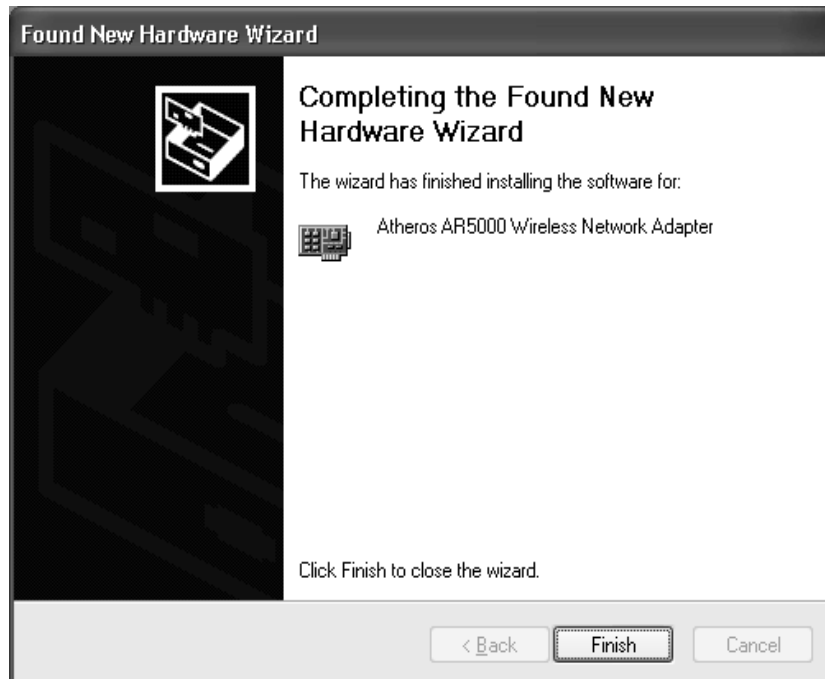 Found New Hardware Wizard
Completing the Found New
Hardware Wizard
The wizard has finished installing the software for:
Atheros AR5000 Wireless Network Adapter
Click Finish to close the wizard.
< Back
Finish
Cancel